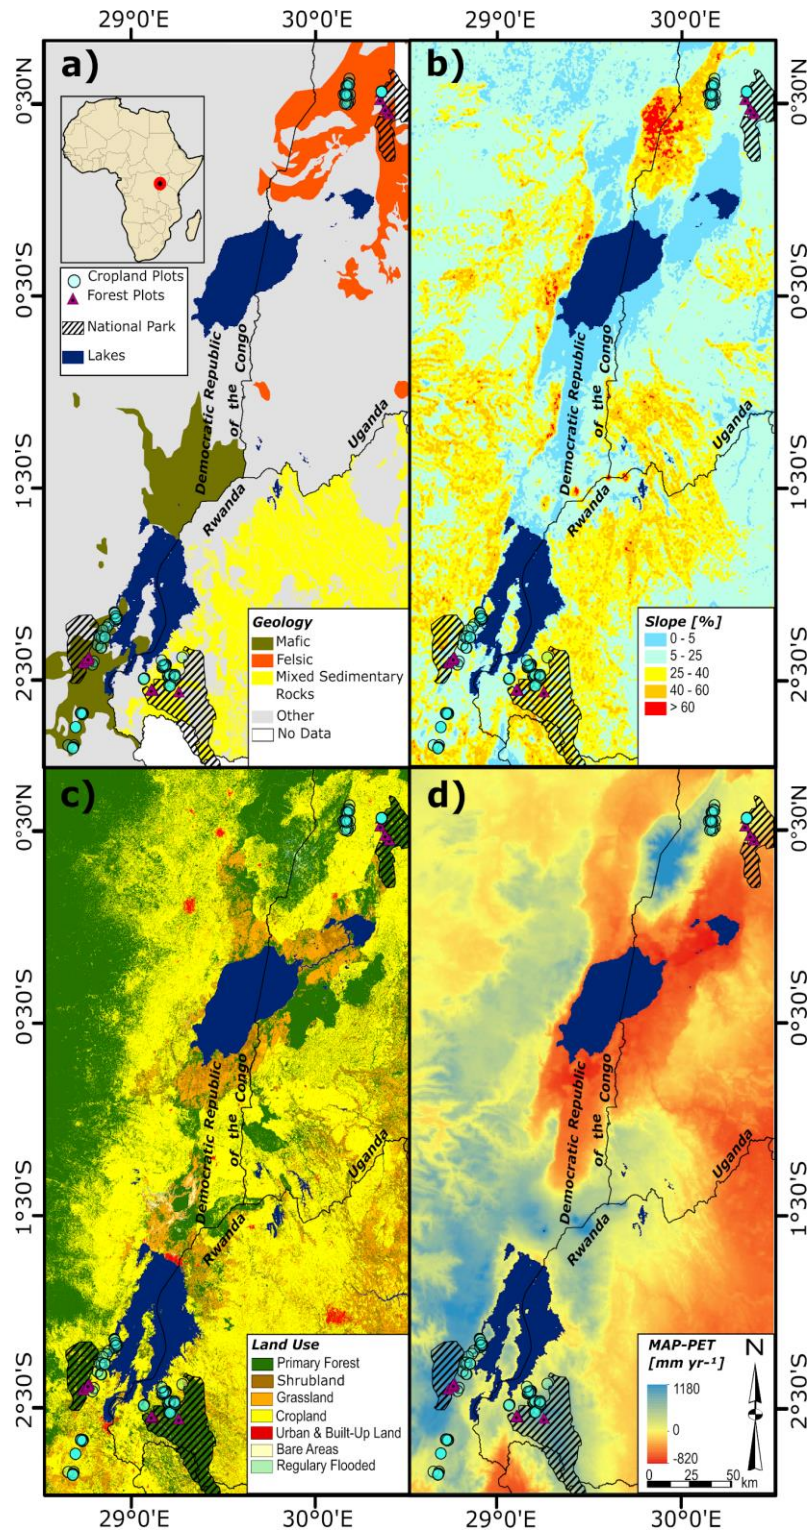 29°0'E 30°0'E 29°0'E 30°0'E
a)
b)
0°30'N
0°30'N
Cropland Plots
Forest Plots
National Park
Lakes
0°30'S
0°30'S
Democratic Republic
of the Congo
Democratic Republic
of the Congo
Uganda
Uganda
1°30'S
1°30'S
Rwanda
Rwanda
Geology
Mafic
Felsic
Mixed Sedimentary
Rocks
Other
No Data
Slope [%]
0 - 5
5 - 25
25 - 40
40 - 60
> 60
2°30'S
2°30'S
c)
d)
0°30'N
0°30'N
0°30'S
0°30'S
Democratic Republic
of the Congo
Democratic Republic
of the Congo
Uganda
Uganda
1°30'S
1°30'S
Rwanda
Rwanda
Land Use
Primary Forest
Shrubland
Grassland
Cropland
Urban & Built-Up Land
Bare Areas
Regulary Flooded
MAP-PET
[mm yr⁻¹]
1180
0
-820
N
0 25 50
km
2°30'S
2°30'S
29°0'E 30°0'E 29°0'E 30°0'E